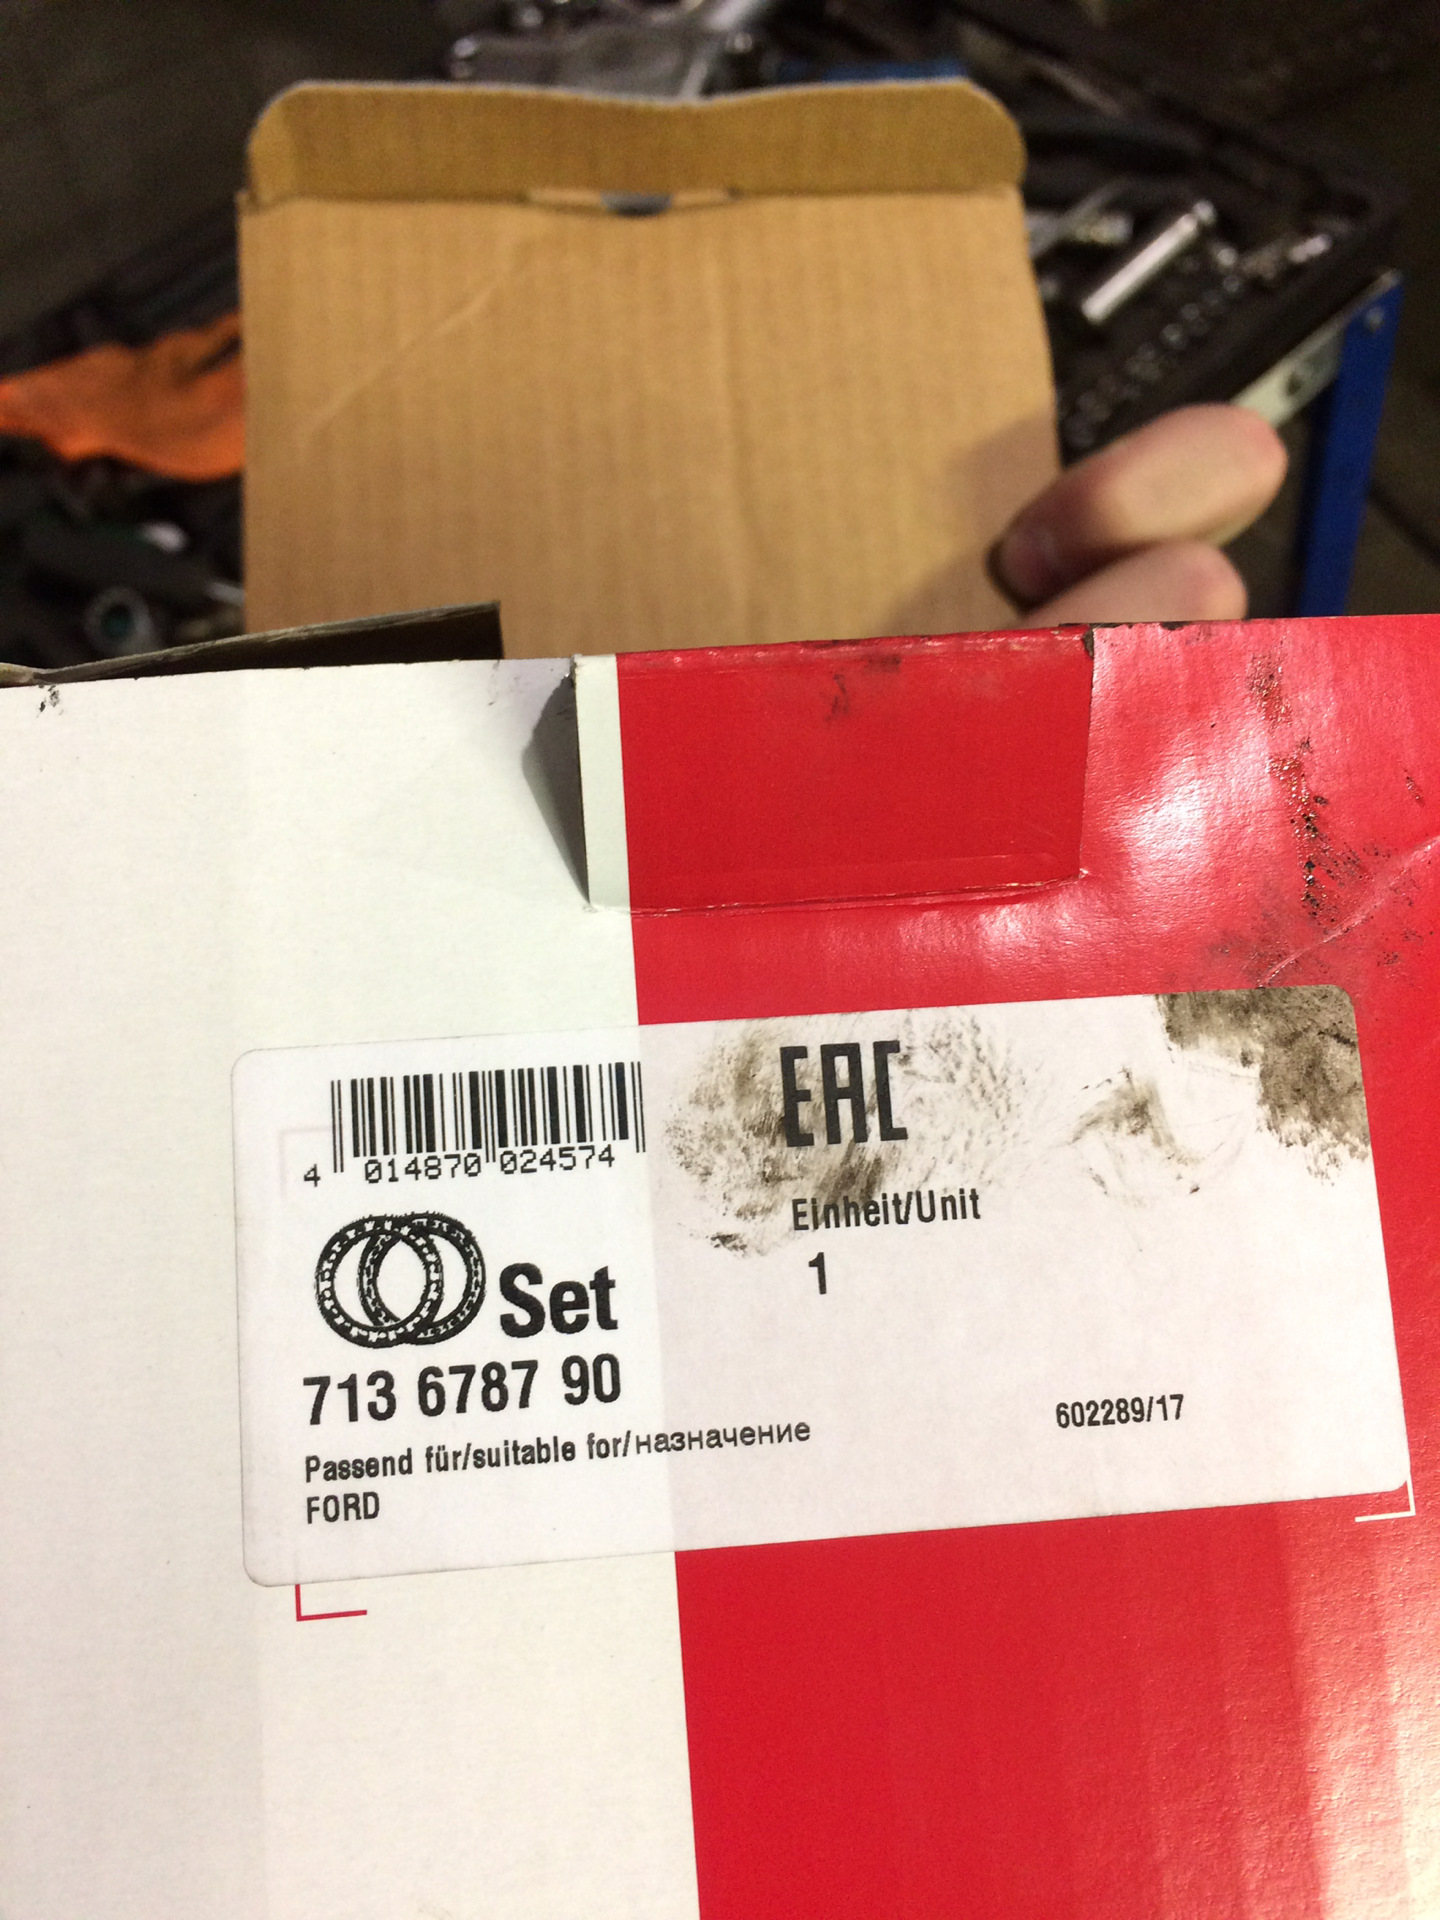 EAC
4 014870 024574
Einheit/Unit
1
Set
713 6787 90
602289/17
Passend für/suitable for/назначение
FORD